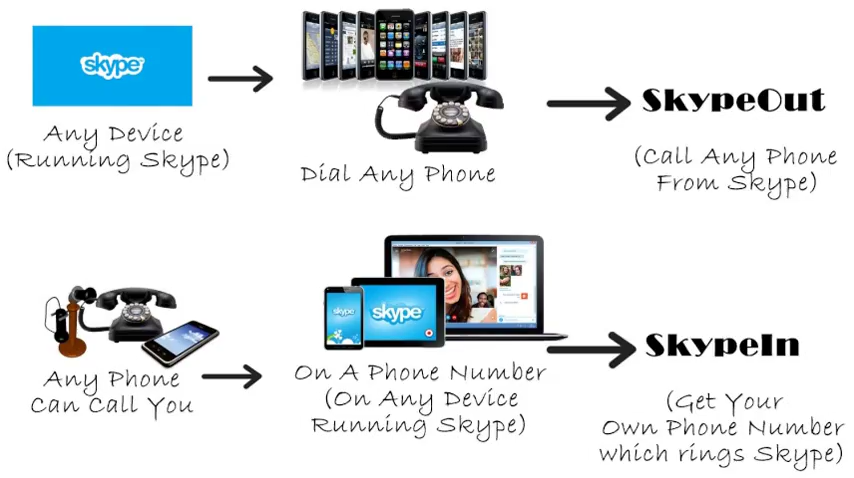 skype
Any Device
(Running Skype)
Dial Any Phone
SkypeOut
(Call Any Phone
From Skype)
Any Phone
Can Call You
skype
skype
On A Phone Number
(On Any Device
Running Skype)
SkypeIn
(Get Your
Own Phone Number
which rings Skype)